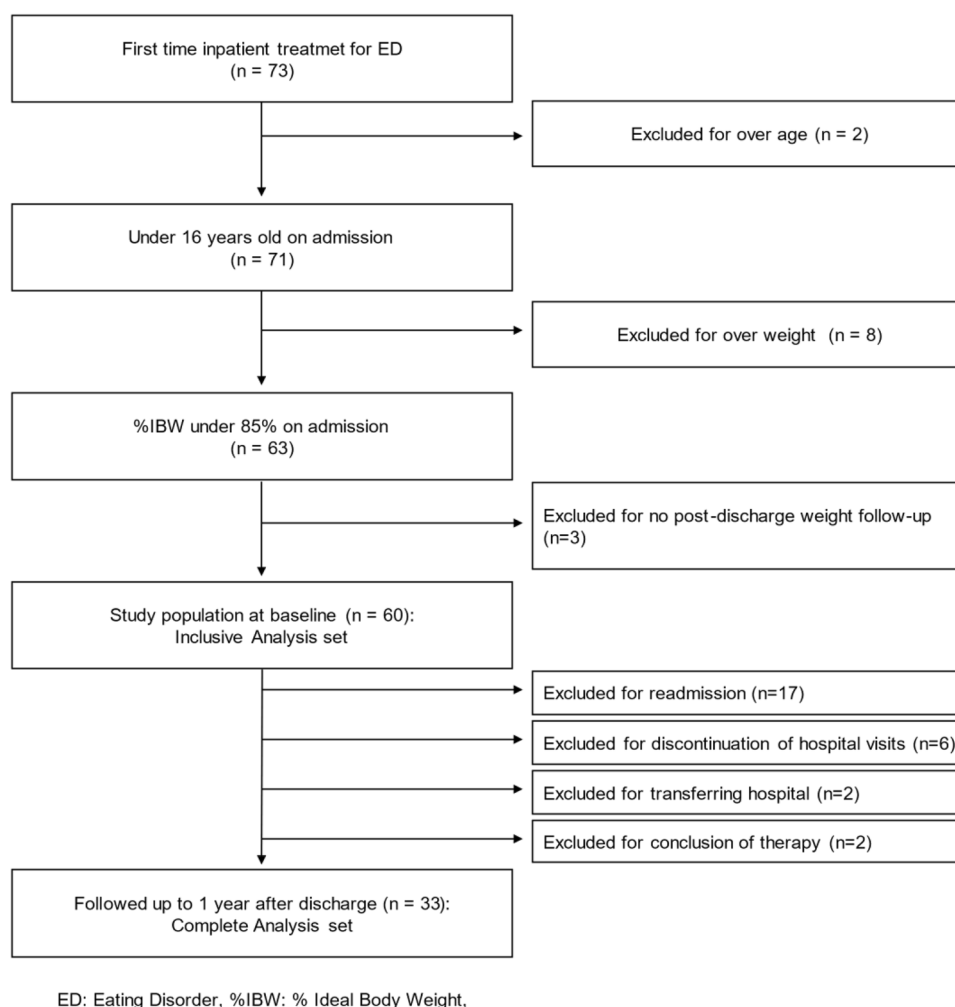 First time inpatient treatmet for ED
(n = 73)
Excluded for over age (n = 2)
Under 16 years old on admission
(n = 71)
Excluded for over weight (n = 8)
%IBW under 85% on admission
(n = 63)
Excluded for no post-discharge weight follow-up
(n=3)
Study population at baseline (n = 60):
Inclusive Analysis set
Excluded for readmission (n=17)
Excluded for discontinuation of hospital visits (n=6)
Excluded for transferring hospital (n=2)
Excluded for conclusion of therapy (n=2)
Followed up to 1 year after discharge (n = 33):
Complete Analysis set
ED: Eating Disorder, %IBW: % Ideal Body Weight,